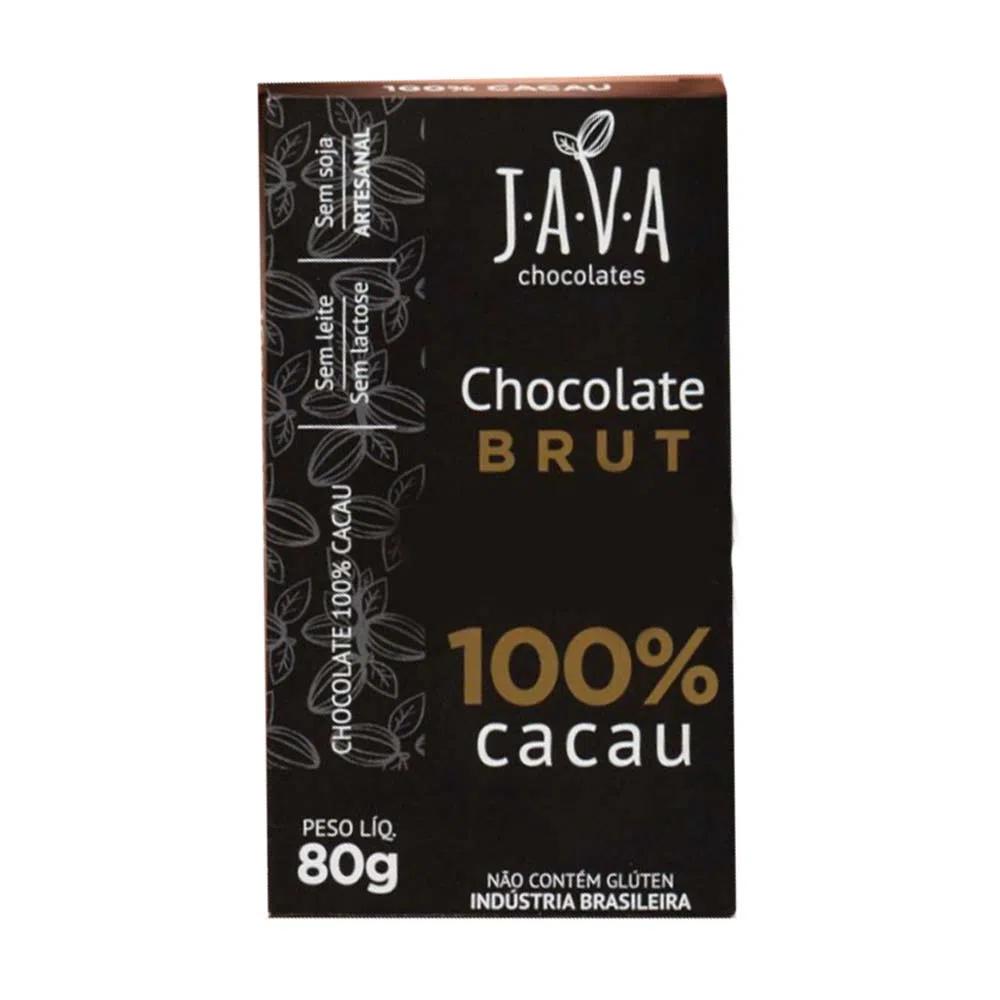 100% CACAU
J·A·V·A
chocolates
Chocolate
BRUT
100%
cacau
NÃO CONTÉM GLÚTEN
INDÚSTRIA BRASILEIRA
Sem soja
ARTESANAL
Sem leite
Sem lactose
CHOCOLATE 100% CACAU
PESO LÍQ.
80g